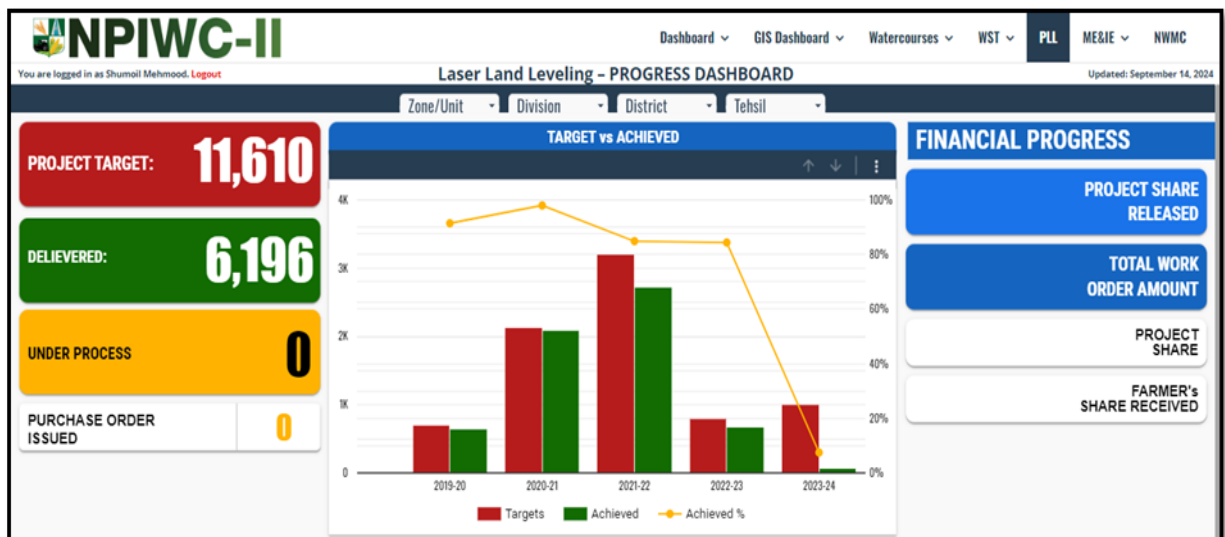 NPIWC-II
Dashboard GIS Dashboard Watercourses WST PLL ME&IE NWMC
You are logged in as Shumoil Mehmood. Logout
Laser Land Leveling – PROGRESS DASHBOARD
Updated: September 14, 2024
Zone/Unit Division District Tehsil
PROJECT TARGET: 11,610
DELIEVERED: 6,196
UNDER PROCESS 0
PURCHASE ORDER
ISSUED
0
TARGET vs ACHIEVED
4K
3K
2K
1K
0
100%
80%
60%
40%
20%
0%
2019-20 2020-21 2021-22 2022-23 2023-24
Targets Achieved Achieved %
FINANCIAL PROGRESS
PROJECT SHARE
RELEASED
TOTAL WORK
ORDER AMOUNT
PROJECT
SHARE
FARMER's
SHARE RECEIVED